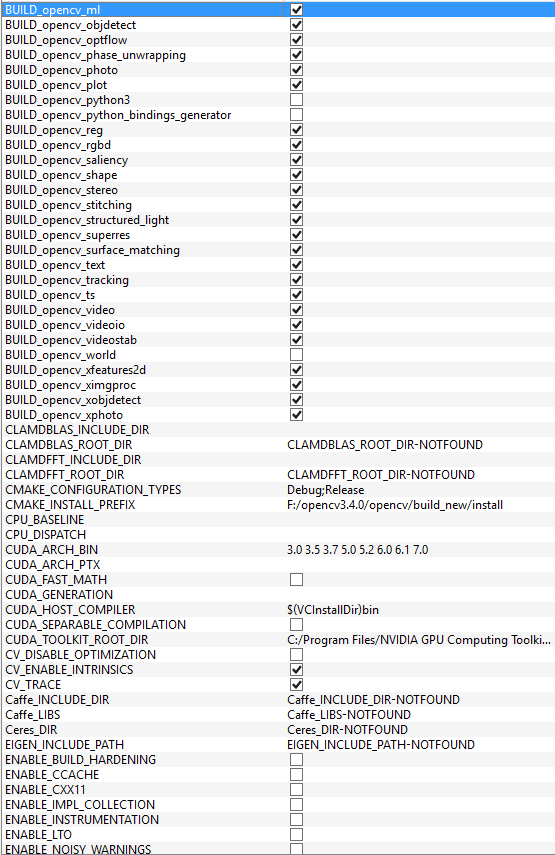 BUILD_opencv_ml
BUILD_opencv_objdetect
BUILD_opencv_optflow
BUILD_opencv_phase_unwrapping
BUILD_opencv_photo
BUILD_opencv_plot
BUILD_opencv_python3
BUILD_opencv_python_bindings_generator
BUILD_opencv_reg
BUILD_opencv_rgbd
BUILD_opencv_saliency
BUILD_opencv_shape
BUILD_opencv_stereo
BUILD_opencv_stitching
BUILD_opencv_structured_light
BUILD_opencv_superres
BUILD_opencv_surface_matching
BUILD_opencv_text
BUILD_opencv_tracking
BUILD_opencv_ts
BUILD_opencv_video
BUILD_opencv_videoio
BUILD_opencv_videostab
BUILD_opencv_world
BUILD_opencv_xfeatures2d
BUILD_opencv_ximgproc
BUILD_opencv_xobjdetect
BUILD_opencv_xphoto
CLAMDBLAS_INCLUDE_DIR
CLAMDBLAS_ROOT_DIR CLAMDBLAS_ROOT_DIR-NOTFOUND
CLAMDFFT_INCLUDE_DIR
CLAMDFFT_ROOT_DIR CLAMDFFT_ROOT_DIR-NOTFOUND
CMAKE_CONFIGURATION_TYPES Debug;Release
CMAKE_INSTALL_PREFIX F:/opencv3.4.0/opencv/build_new/install
CPU_BASELINE
CPU_DISPATCH
CUDA_ARCH_BIN 3.0 3.5 3.7 5.0 5.2 6.0 6.1 7.0
CUDA_ARCH_PTX
CUDA_FAST_MATH
CUDA_GENERATION
CUDA_HOST_COMPILER $(VCInstallDir)bin
CUDA_SEPARABLE_COMPILATION
CUDA_TOOLKIT_ROOT_DIR C:/Program Files/NVIDIA GPU Computing Toolki...
CV_DISABLE_OPTIMIZATION
CV_ENABLE_INTRINSICS
CV_TRACE
Caffe_INCLUDE_DIR Caffe_INCLUDE_DIR-NOTFOUND
Caffe_LIBS Caffe_LIBS-NOTFOUND
Ceres_DIR Ceres_DIR-NOTFOUND
EIGEN_INCLUDE_PATH EIGEN_INCLUDE_PATH-NOTFOUND
ENABLE_BUILD_HARDENING
ENABLE_CCACHE
ENABLE_CXX11
ENABLE_IMPL_COLLECTION
ENABLE_INSTRUMENTATION
ENABLE_LTO
ENABLE_NOISY_WARNINGS